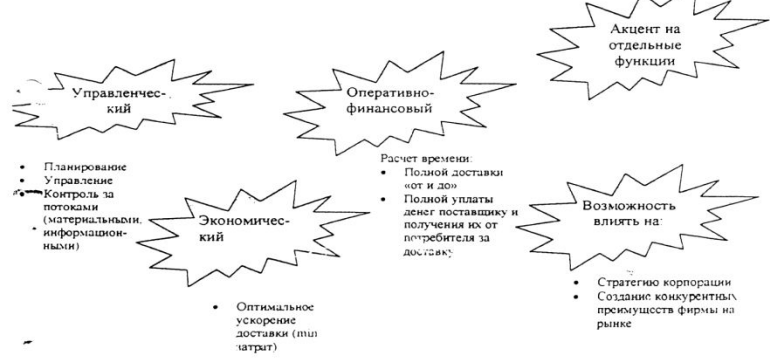 Акцент на
отдельные
функции
Управленчес-
кий
Оперативно-
финансовый
• Планирование
• Управление
• Контроль за
потоками
(материальными,
информацион-
ными)
Расчет времени:
• Полной доставки
«от и до»
• Полной уплаты
денег поставщику и
получения их от
потребителя за
доставку
Экономичес-
кий
Возможность
влиять на:
• Оптимальное
ускорение
доставки (min
затрат)
• Стратегию корпорации
• Создание конкурентных
преимуществ фирмы на
рынке